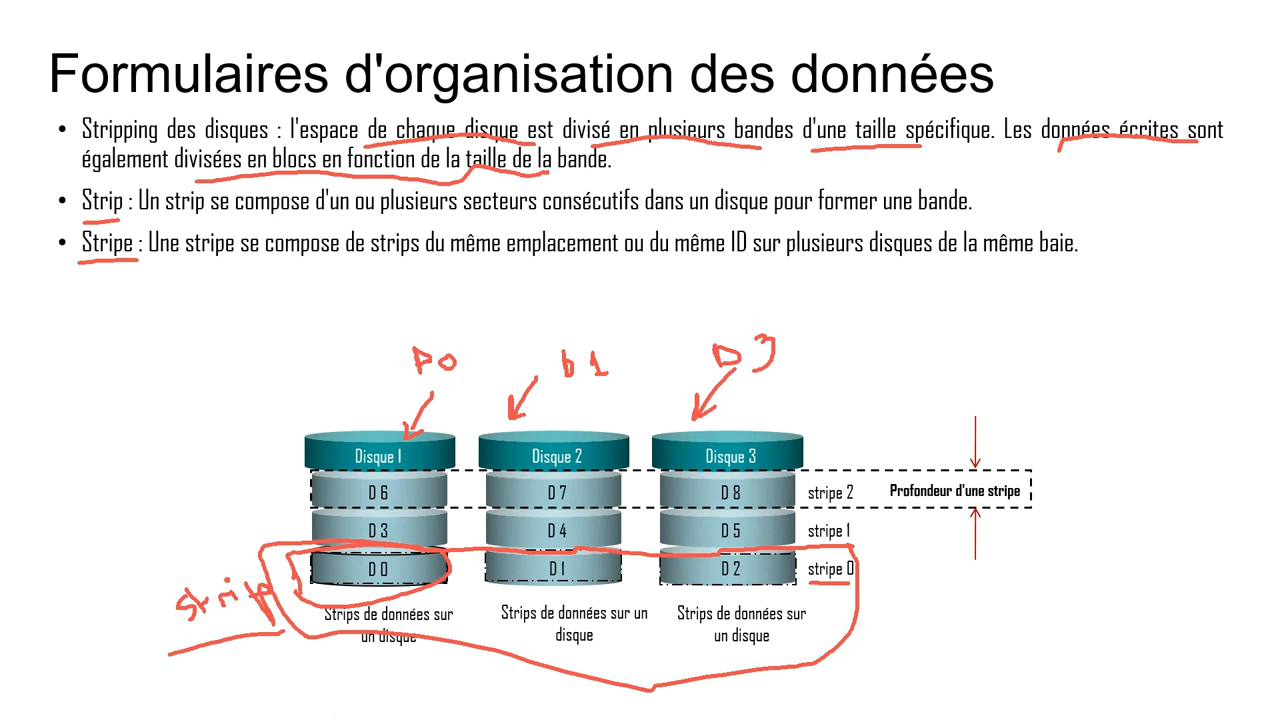 Formulaires d'organisation des données
• Stripping des disques : l'espace de chaque disque est divisé en plusieurs bandes d'une taille spécifique. Les données écrites sont
également divisées en blocs en fonction de la taille de la bande.
• Strip : Un strip se compose d'un ou plusieurs secteurs consécutifs dans un disque pour former une bande.
• Stripe : Une stripe se compose de strips du même emplacement ou du même ID sur plusieurs disques de la même baie.
D0 D1 D3
Disque 1 Disque 2 Disque 3
D 6 D 7 D 8 stripe 2 Profondeur d'une stripe
D 3 D 4 D 5 stripe 1
D 0 D 1 D 2 stripe 0
strip
Strips de données sur
un disque
Strips de données sur un
disque
Strips de données sur
un disque